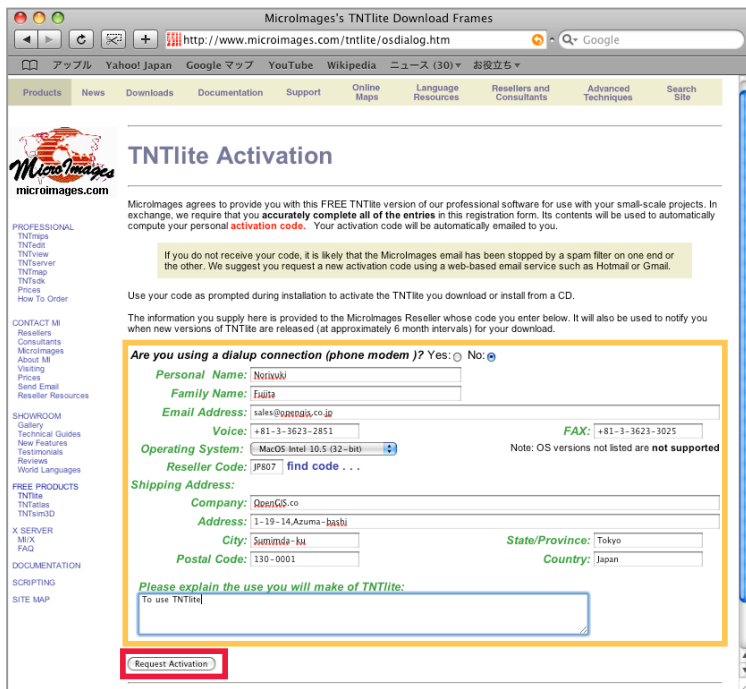 MicroImages's TNTlite Download Frames
http://www.microimages.com/tntlite/osdialog.htm
Google
アップル Yahoo! Japan Google マップ YouTube Wikipedia ニュース (30) お役立ち
Products News Downloads Documentation Support Online Maps Language Resources Resellers and Consultants Advanced Techniques Search Site
MicroImages
microimages.com
TNTlite Activation
MicroImages agrees to provide you with this FREE TNTlite version of our professional software for use with your small-scale projects. In
exchange, we require that you accurately complete all of the entries in this registration form. Its contents will be used to automatically
compute your personal activation code. Your activation code will be automatically emailed to you.
If you do not receive your code, it is likely that the MicroImages email has been stopped by a spam filter on one end or
the other. We suggest you request a new activation code using a web-based email service such as Hotmail or Gmail.
Use your code as prompted during installation to activate the TNTlite you download or install from a CD.
The information you supply here is provided to the MicroImages Reseller whose code you enter below. It will also be used to notify you
when new versions of TNTlite are released (at approximately 6 month intervals) for your download.
PROFESSIONAL
TNTmips
TNTedit
TNTview
TNTserver
TNTmap
TNTsdk
Prices
How To Order
CONTACT MI
Resellers
Consultants
MicroImages
About MI
Visiting
Prices
Send Email
Reseller Resources
SHOWROOM
Gallery
Technical Guides
New Features
Testimonials
Reviews
World Languages
FREE PRODUCTS
TNTlite
TNTatlas
TNTsim3D
X SERVER
MI/X
FAQ
DOCUMENTATION
SCRIPTING
SITE MAP
Are you using a dialup connection (phone modem )? Yes: No:
Personal Name: Noriyuki
Family Name: Fujita
Email Address: sales@opengis.co.jp
Voice: +81-3-3623-2851 FAX: +81-3-3623-3025
Operating System: MacOS Intel 10.5 (32-bit) Note: OS versions not listed are not supported
Reseller Code: JP807 find code . . .
Shipping Address:
Company: OpenGIS.co
Address: 1-19-14,Azuma-bashi
City: Sumimda-ku State/Province: Tokyo
Postal Code: 130-0001 Country: Japan
Please explain the use you will make of TNTlite:
To use TNTlite
Request Activation